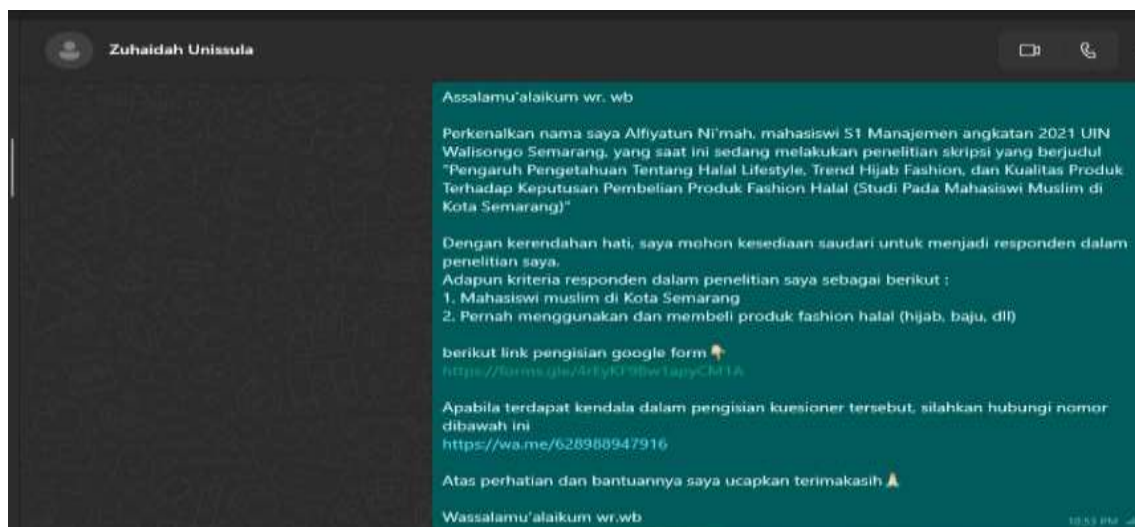 Zuhaidah Unissula
Assalamu'alaikum wr. wb
Perkenalkan nama saya Alfiyatun Ni'mah, mahasiswi S1 Manajemen angkatan 2021 UIN
Walisongo Semarang, yang saat ini sedang melakukan penelitian skripsi yang berjudul
"Pengaruh Pengetahuan Tentang Halal Lifestyle, Trend Hijab Fashion, dan Kualitas Produk
Terhadap Keputusan Pembelian Produk Fashion Halal (Studi Pada Mahasiswi Muslim di
Kota Semarang)"
Dengan kerendahan hati, saya mohon kesediaan saudari untuk menjadi responden dalam
penelitian saya.
Adapun kriteria responden dalam penelitian saya sebagai berikut :
1. Mahasiswi muslim di Kota Semarang
2. Pernah menggunakan dan membeli produk fashion halal (hijab, baju, dll)
berikut link pengisian google form👇
Apabila terdapat kendala dalam pengisian kuesioner tersebut, silahkan hubungi nomor
dibawah ini
https://wa.me/628988947916
Atas perhatian dan bantuannya saya ucapkan terimakasih🙏
Wassalamu'alaikum wr.wb
10:53 PM